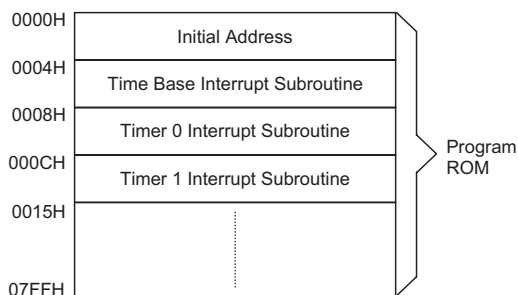 0000H
Initial Address
0004H
Time Base Interrupt Subroutine
0008H
Timer 0 Interrupt Subroutine
000CH
Timer 1 Interrupt Subroutine
0015H
07FFH
Program
ROM